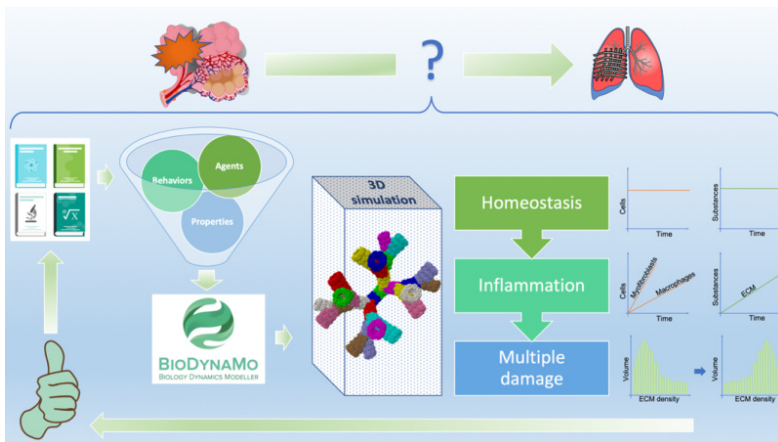 ?
Behaviors
Agents
Properties
BIODYNAMO
BIOLOGY DYNAMICS MODELLER
3D
simulation
Homeostasis
Cells
Time
Substances
Time
Inflammation
Cells
Myofibroblasts
Macrophages
Time
Substances
ECM
Time
Multiple
damage
Volume
ECM density
Volume
ECM density
√x